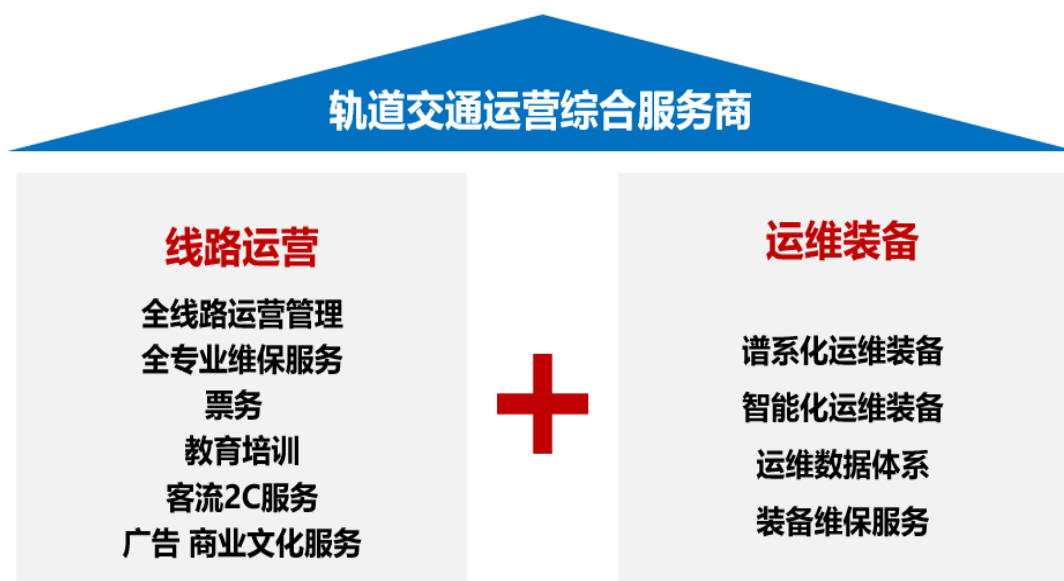 轨道交通运营综合服务商
线路运营
全线路运营管理
全专业维保服务
票务
教育培训
客流2C服务
广告 商业文化服务
运维装备
谱系化运维装备
智能化运维装备
运维数据体系
装备维保服务